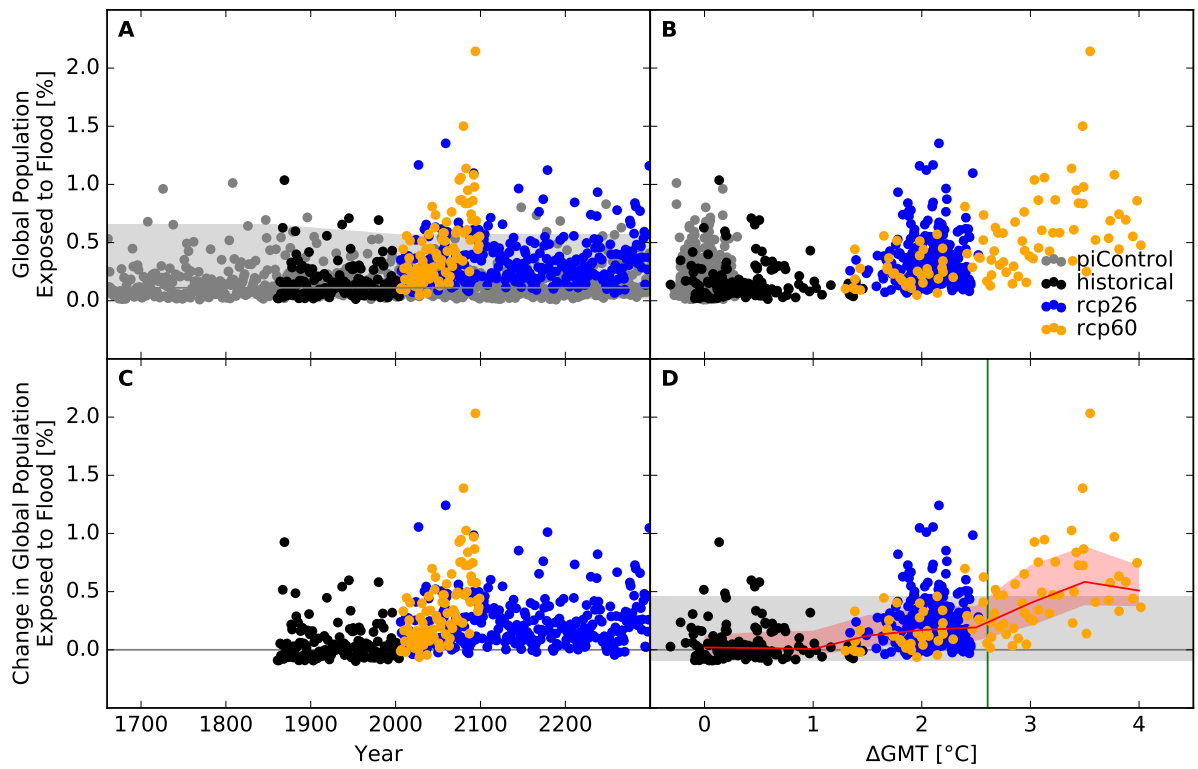 A
B
Global Population
Exposed to Flood [%]
2.0
1.5
1.0
0.5
0.0
piControl
historical
rcp26
rcp60
C
D
Change in Global Population
Exposed to Flood [%]
2.0
1.5
1.0
0.5
0.0
1700 1800 1900 2000 2100 2200
0 1 2 3 4
Year
ΔGMT [°C]